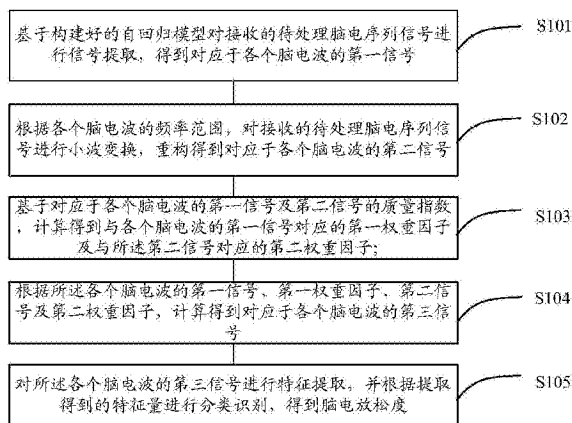 基于构建好的自回归模型对接收的待处理脑电序列信号进
行信号提取，得到对应于各个脑电波的第一信号
S101
根据各个脑电波的频率范围，对接收的待处理脑电序列信
号进行小波变换，重构得到对应于各个脑电波的第二信号
S102
基于对应于各个脑电波的第一信号及第二信号的质量指数
，计算得到与各个脑电波的第一信号对应的第一权重因子
及与所述第二信号对应的第二权重因子；
S103
根据所述各个脑电波的第一信号、第一权重因子、第二信
号及第二权重因子，计算得到对应于各个脑电波的第三信
号
S104
对所述各个脑电波的第三信号进行特征提取，并根据提取
得到的特征量进行分类识别，得到脑电放松度
S105